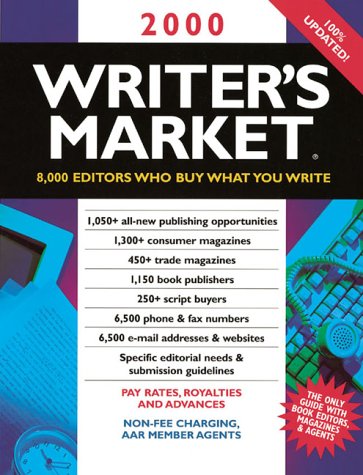 2000
100%
UPDATED!
WRITER'S
MARKET®
8,000 EDITORS WHO BUY WHAT YOU WRITE
1,050+ all-new publishing opportunities
1,300+ consumer magazines
450+ trade magazines
1,150 book publishers
250+ script buyers
6,500 phone & fax numbers
6,500 e-mail addresses & websites
Specific editorial needs &
submission guidelines
PAY RATES, ROYALTIES
AND ADVANCES
NON-FEE CHARGING,
AAR MEMBER AGENTS
THE ONLY
GUIDE WITH
BOOK EDITORS,
MAGAZINES
& AGENTS